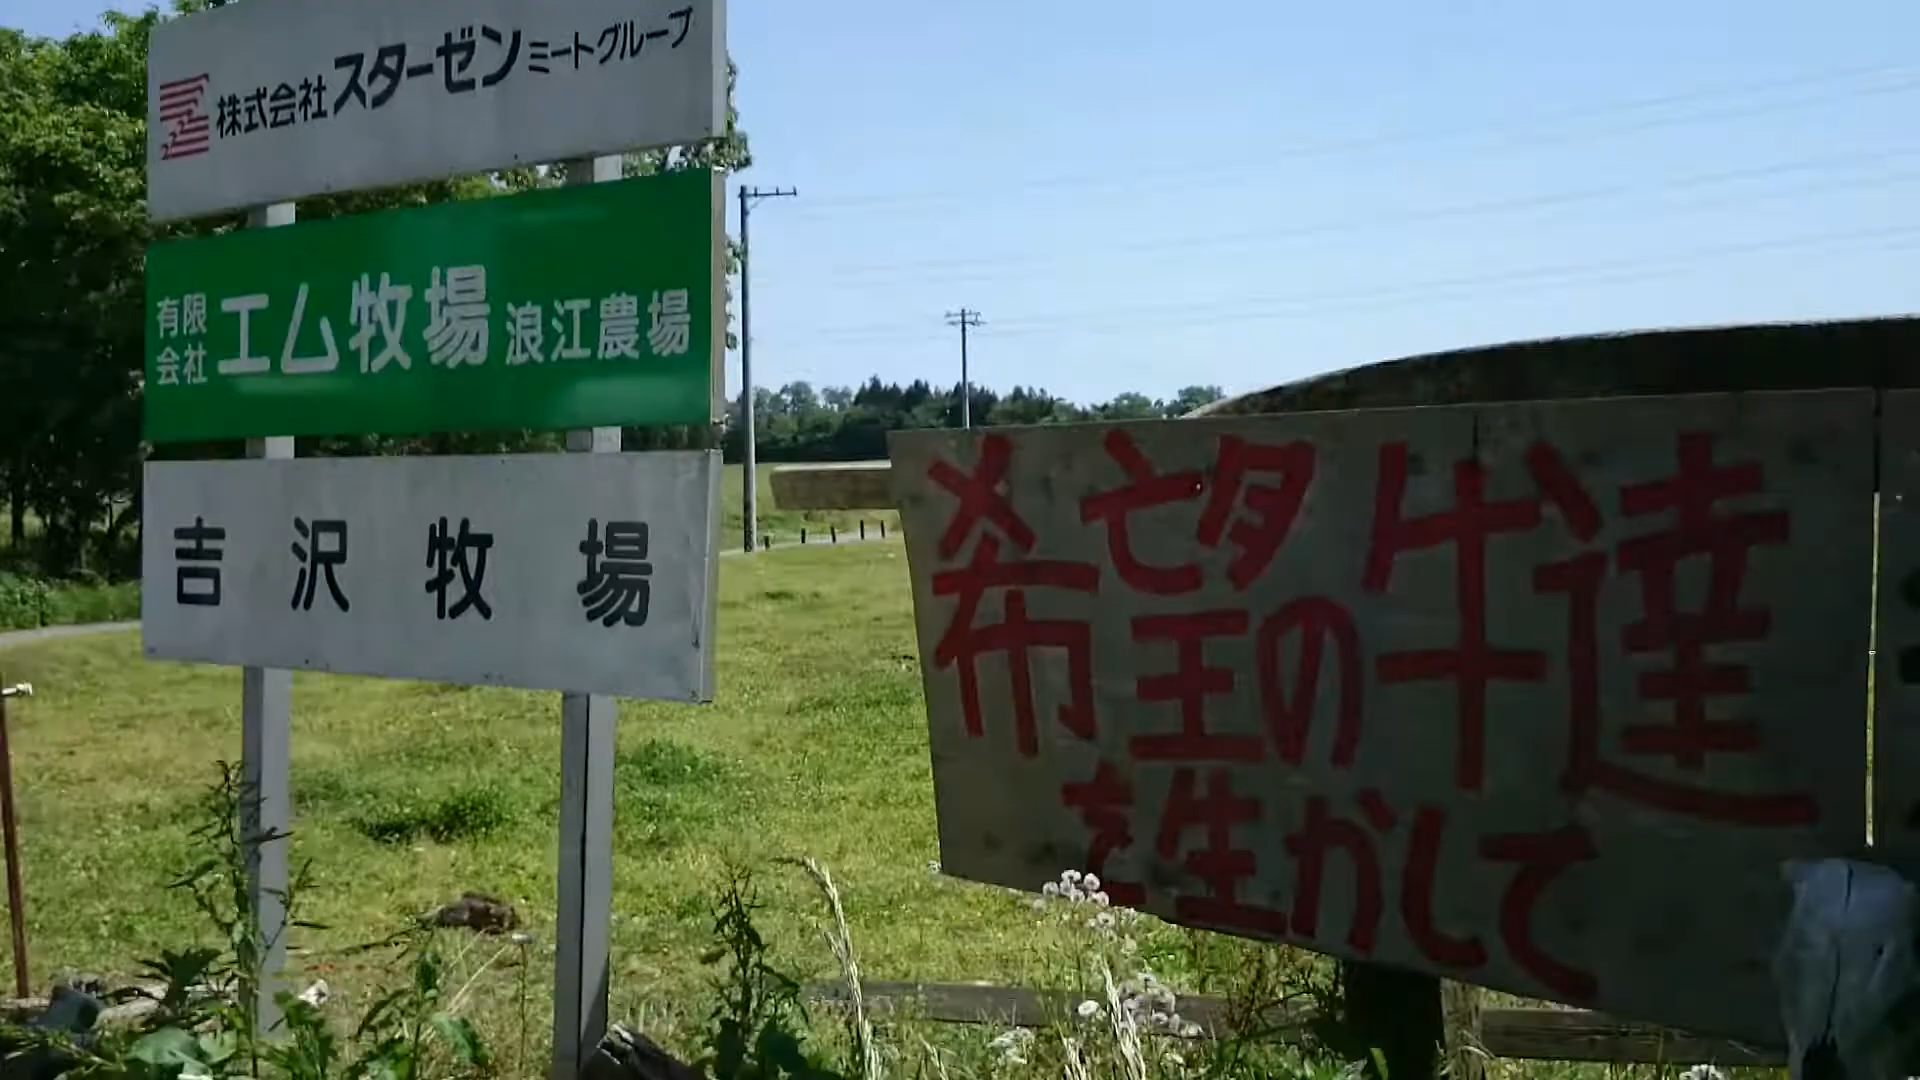 株式会社スターゼンミートグループ
有限会社 エム牧場 浪江農場
吉沢牧場
希望の牛達
を生かして